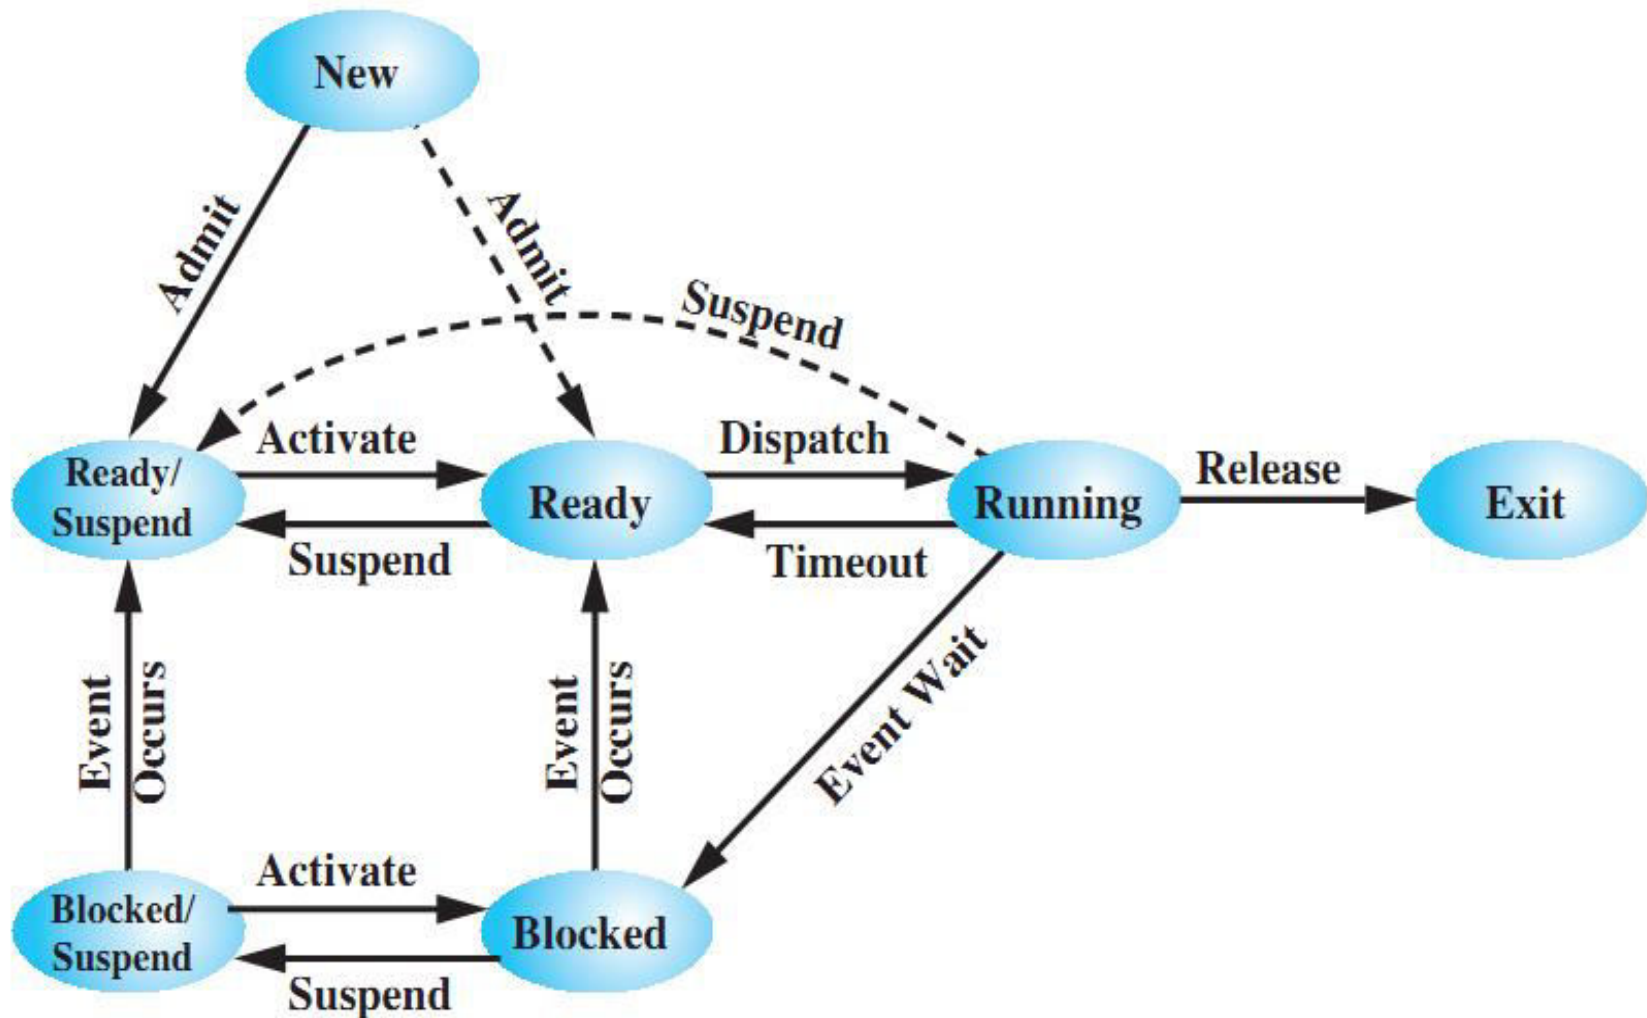 New
Admit
Admit
Suspend
Activate
Dispatch
Release
Ready/
Suspend
Ready
Running
Exit
Suspend
Timeout
Event
Occurs
Event
Occurs
Event Wait
Activate
Blocked/
Suspend
Blocked
Suspend